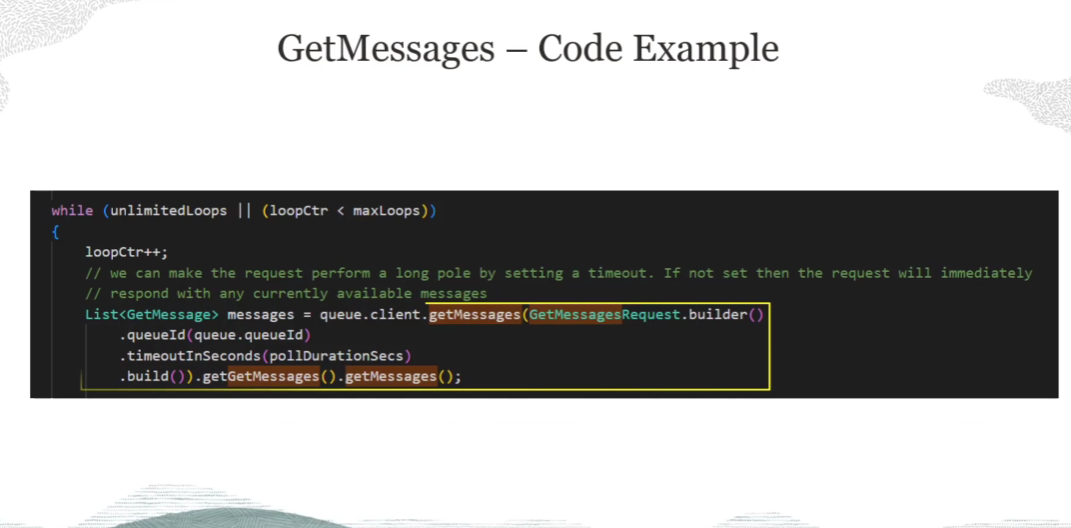 GetMessages – Code Example
while (unlimitedLoops || (loopCtr < maxLoops))
{
loopCtr++;
// we can make the request perform a long pole by setting a timeout. If not set then the request will immediately
// respond with any currently available messages
List<GetMessage> messages = queue.client.getMessages(GetMessagesRequest.builder()
.queueId(queue.queueId)
.timeoutInSeconds(pollDurationSecs)
.build()).getGetMessages().getMessages();